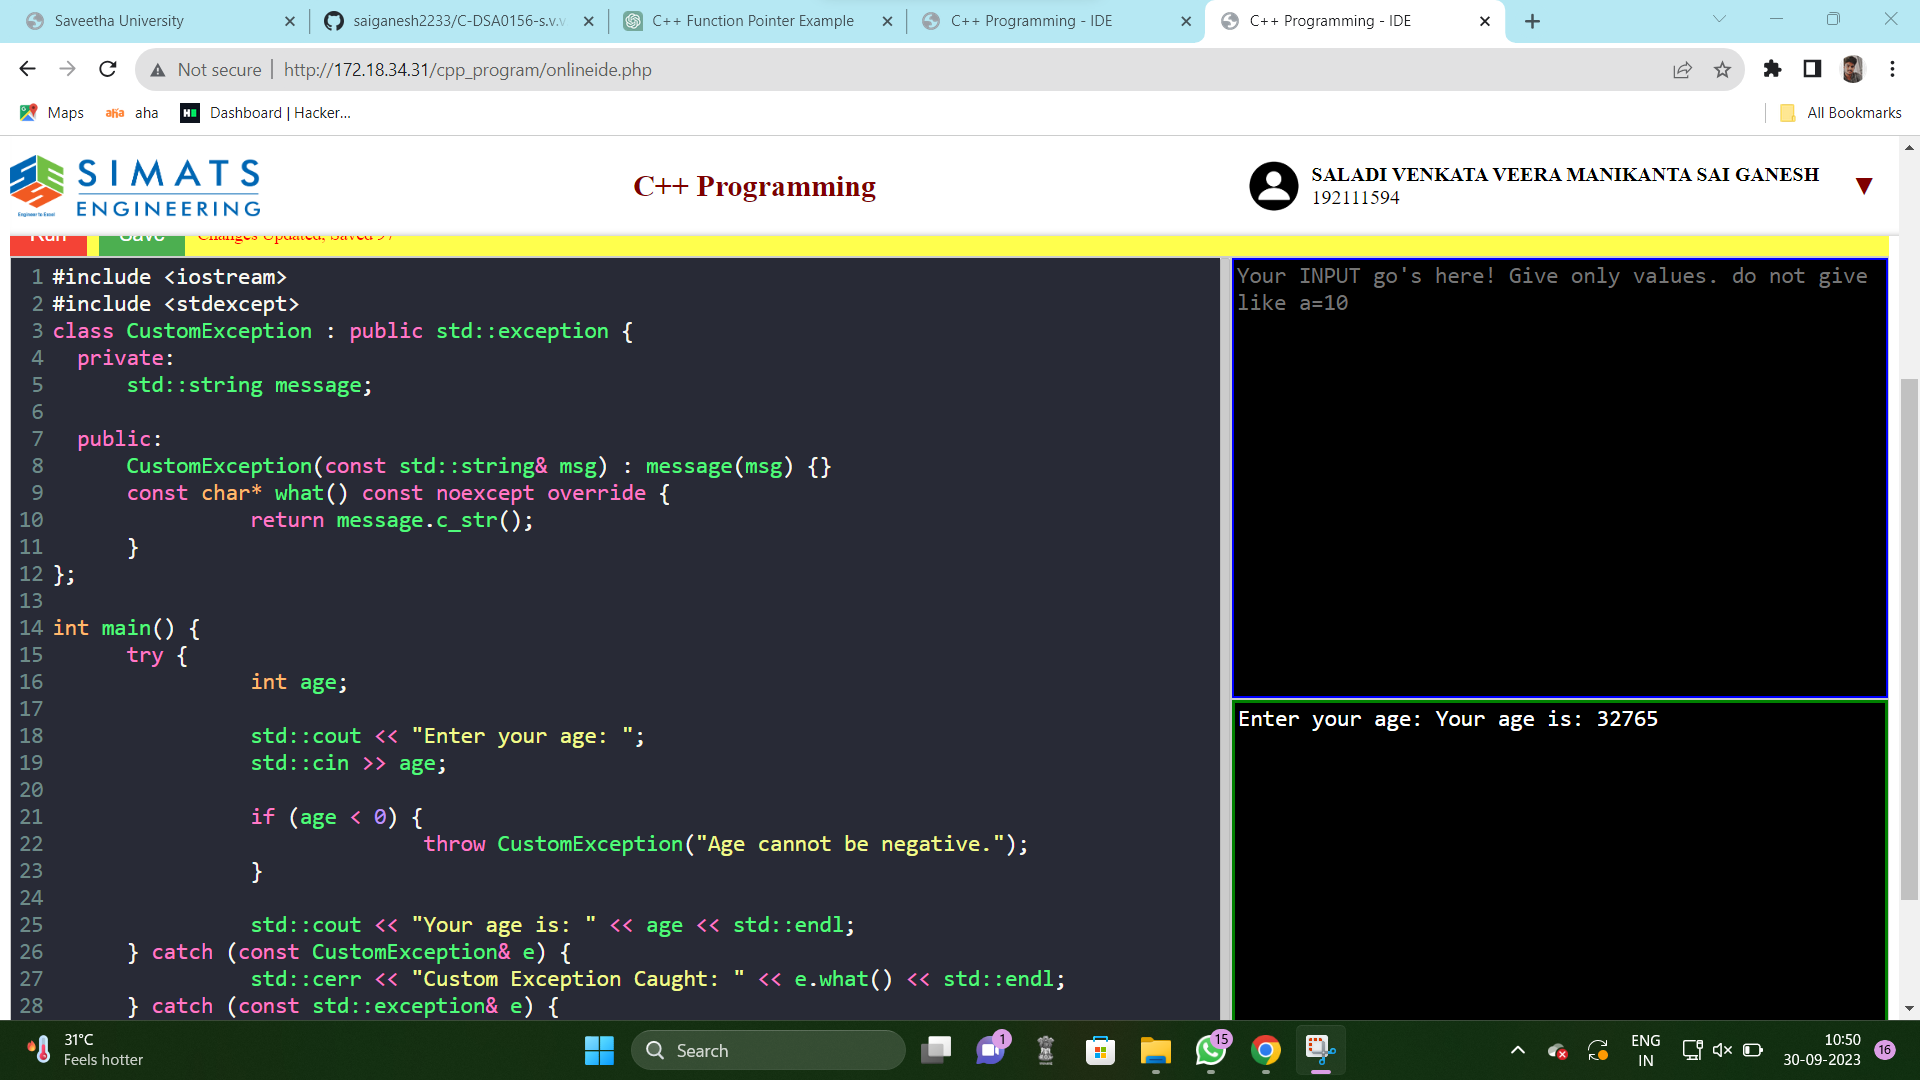 Saveetha University
saiganesh2233/C-DSA0156-s.v.v
C++ Function Pointer Example
C++ Programming - IDE
C++ Programming - IDE
Not secure
http://172.18.34.31/cpp_program/onlineide.php
Maps
aha
aha
Dashboard | Hacker...
All Bookmarks
SIMATS
ENGINEERING
Engineer to Excel
C++ Programming
SALADI VENKATA VEERA MANIKANTA SAI GANESH
192111594
Run
Save
Changes Updated, Saved
1 #include <iostream>
2 #include <stdexcept>
3 class CustomException : public std::exception {
4 private:
5 std::string message;
6
7 public:
8 CustomException(const std::string& msg) : message(msg) {}
9 const char* what() const noexcept override {
10 return message.c_str();
11 }
12 };
13
14 int main() {
15 try {
16 int age;
17
18 std::cout << "Enter your age: ";
19 std::cin >> age;
20
21 if (age < 0) {
22 throw CustomException("Age cannot be negative.");
23 }
24
25 std::cout << "Your age is: " << age << std::endl;
26 } catch (const CustomException& e) {
27 std::cerr << "Custom Exception Caught: " << e.what() << std::endl;
28 } catch (const std::exception& e) {
Your INPUT go's here! Give only values. do not give
like a=10
Enter your age: Your age is: 32765
31°C
Feels hotter
Search
1
15
ENG
IN
10:50
30-09-2023
16